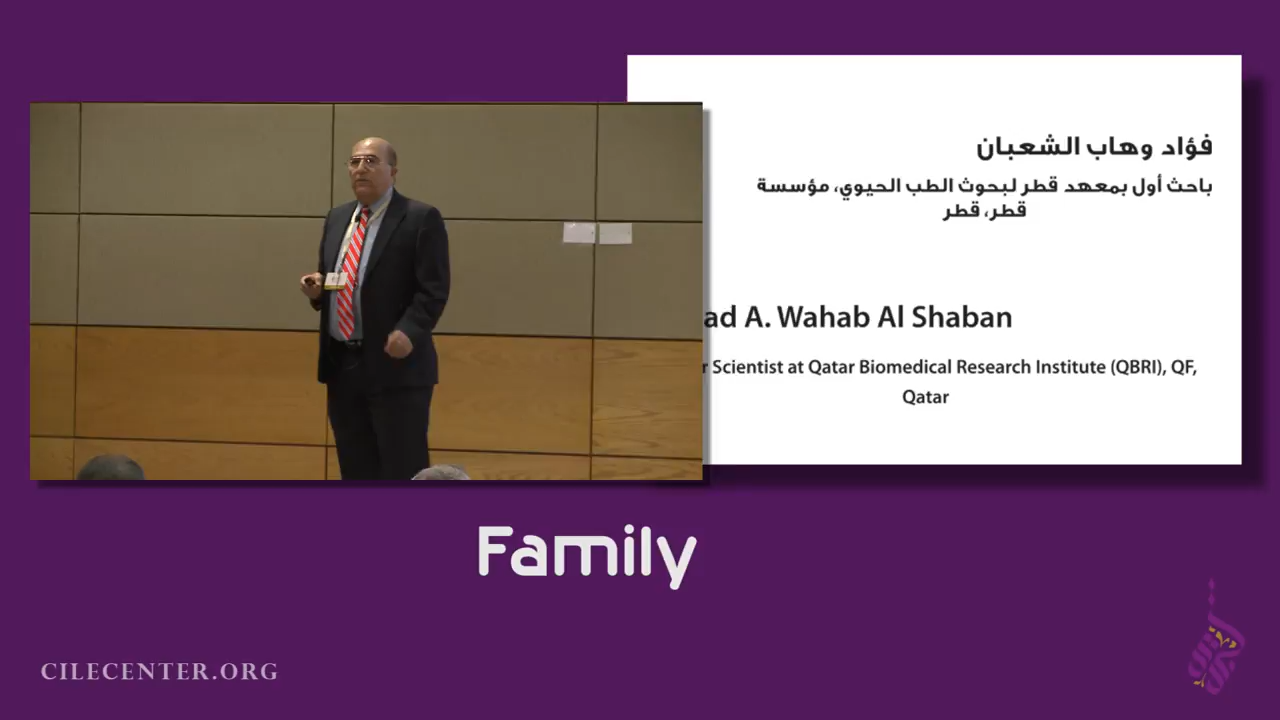 فؤاد وهاب الشعبان
باحث أول بمعهد قطر لبحوث الطب الحيوي، مؤسسة
قطر، قطر
ad A. Wahab Al Shaban
r Scientist at Qatar Biomedical Research Institute (QBRI), QF,
Qatar
Family
CILECENTER.ORG